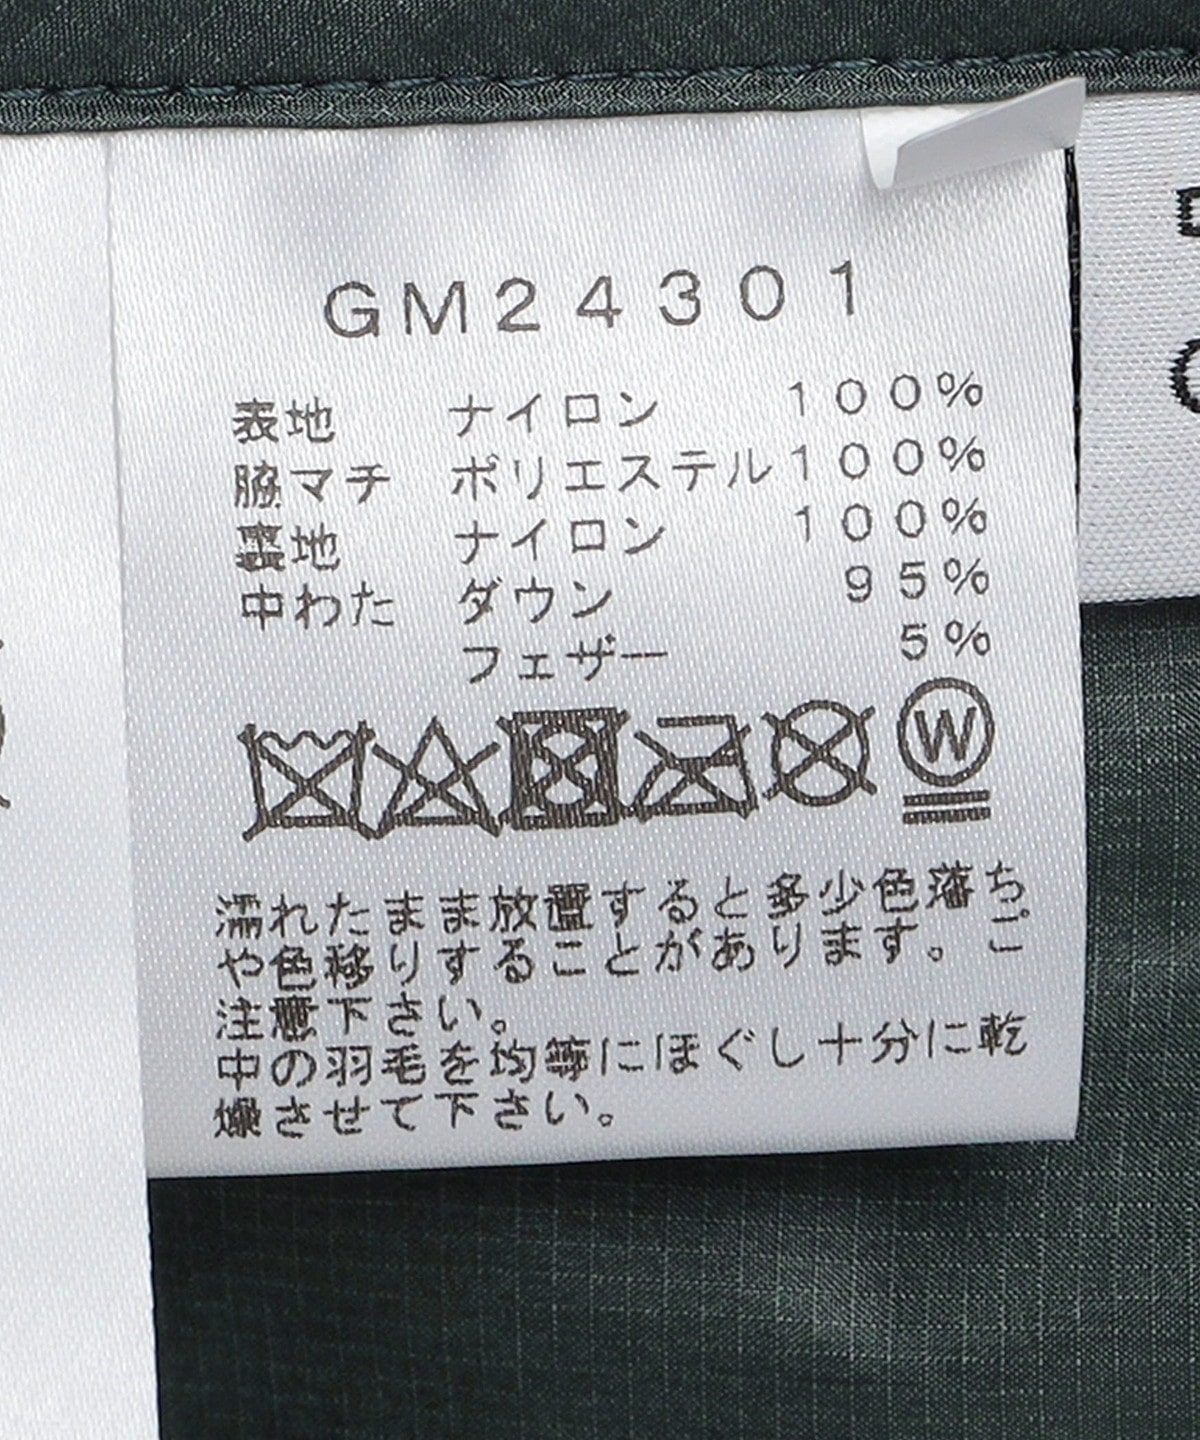 GM24301
表地 ナイロン 100%
脇マチ ポリエステル 100%
裏地 ナイロン 100%
中わた ダウン 95%
フェザー 5%
W
濡れたまま放置すると多少色落ち
や色移りすることがあります。ご
注意下さい。
中の羽毛を均等にほぐし十分に乾
燥させて下さい。